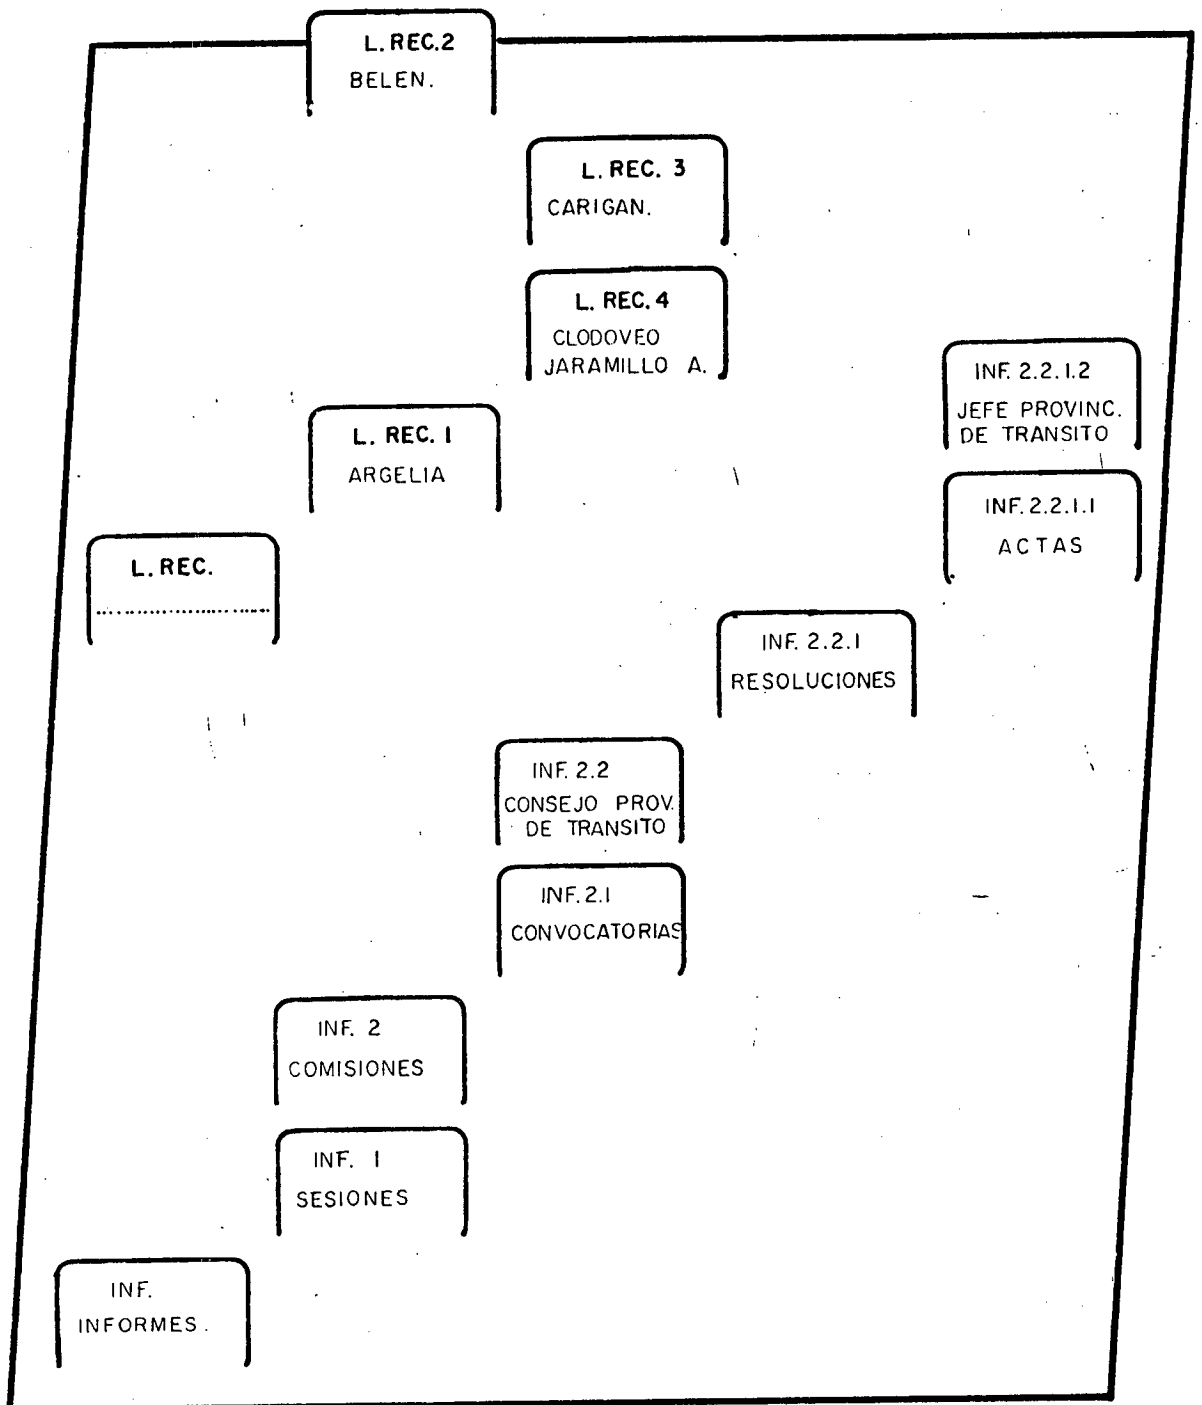 L. REC. 2
BELEN.
L. REC. 3
CARIGAN.
L. REC. 4
CLODOVEO
JARAMILLO A.
INF. 2.2.1.2
JEFE PROVINC.
DE TRANSITO
L. REC. 1
ARGELIA
INF. 2.2.1.1
ACTAS
L. REC.
......................
INF. 2.2.1
RESOLUCIONES
INF. 2.2
CONSEJO PROV.
DE TRANSITO
INF. 2.1
CONVOCATORIAS
INF. 2
COMISIONES
INF. 1
SESIONES
INF.
INFORMES.